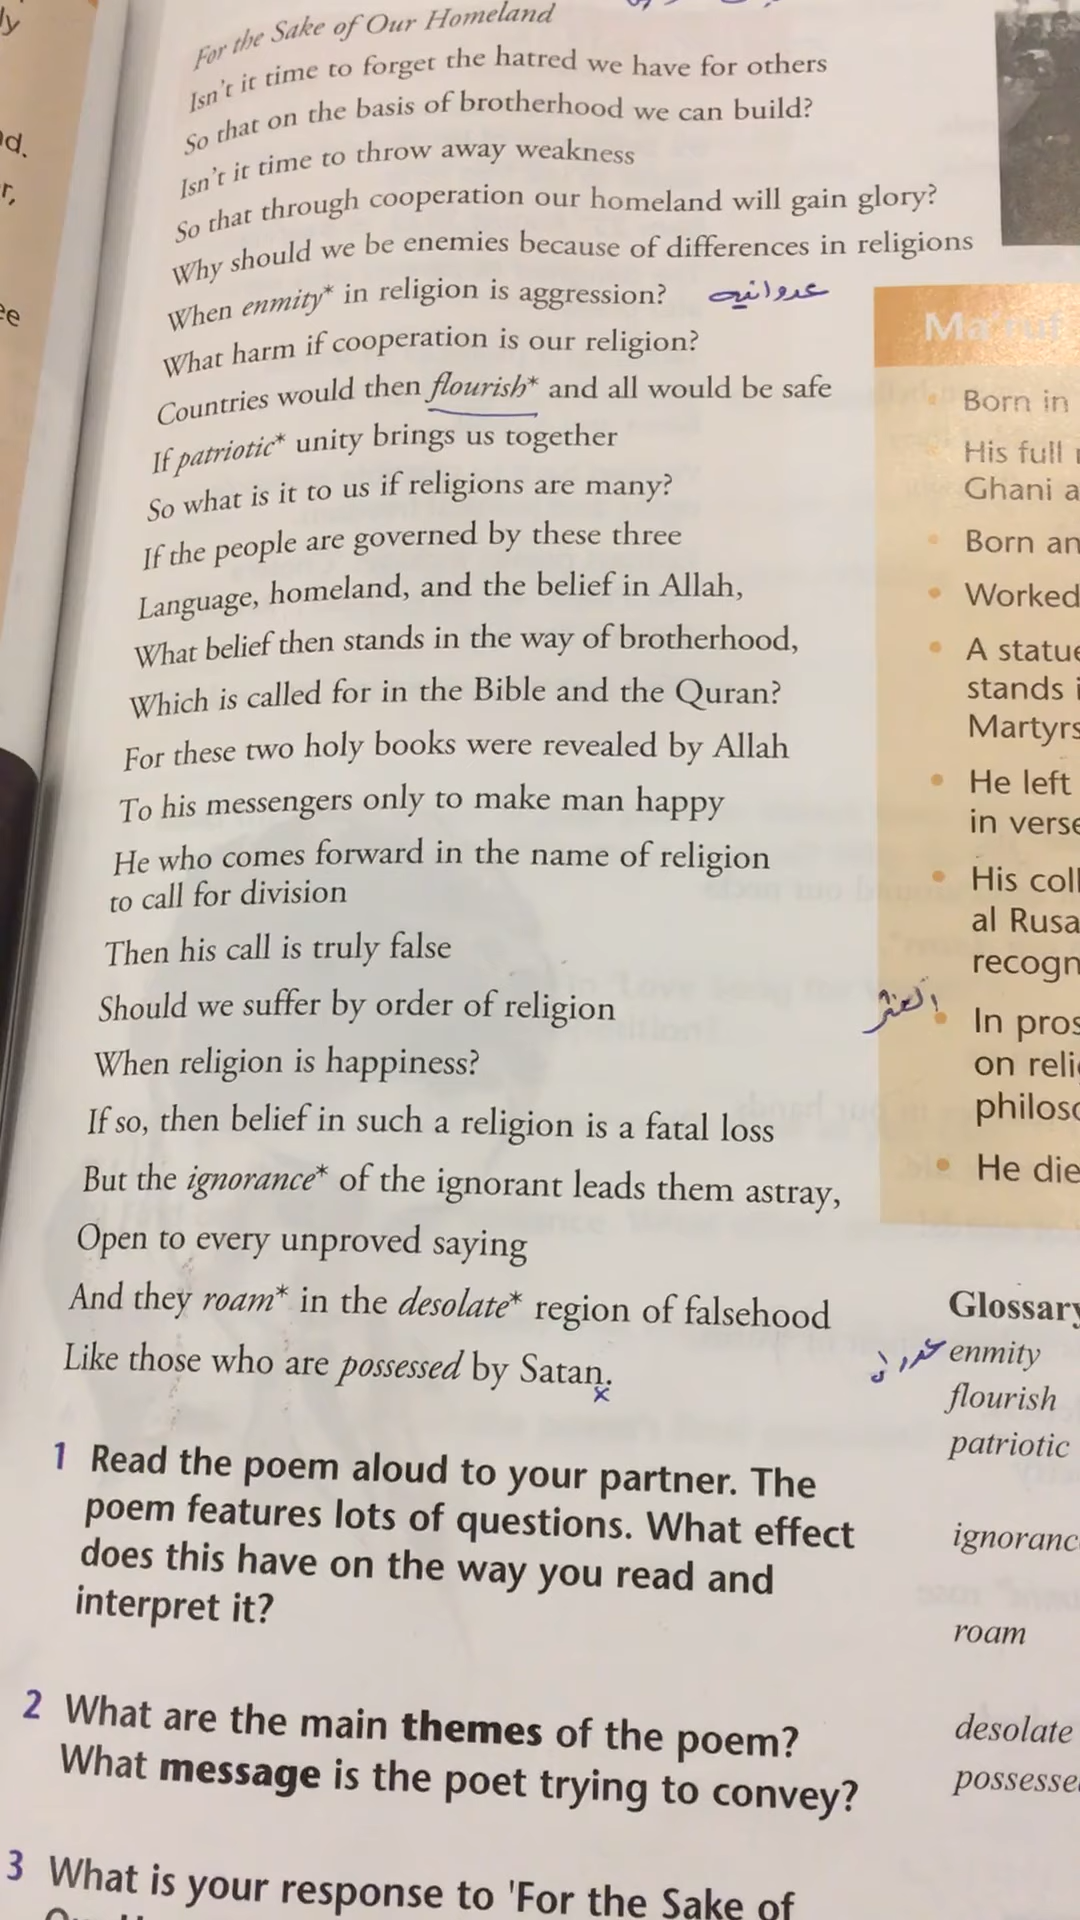 For the Sake of Our Homeland
Isn't it time to forget the hatred we have for others
So that on the basis of brotherhood we can build?
Isn't it time to throw away weakness
So that through cooperation our homeland will gain glory?
Why should we be enemies because of differences in religions
When enmity* in religion is aggression? عدوانيه
What harm if cooperation is our religion?
Countries would then flourish* and all would be safe
If patriotic* unity brings us together
So what is it to us if religions are many?
If the people are governed by these three
Language, homeland, and the belief in Allah,
What belief then stands in the way of brotherhood,
Which is called for in the Bible and the Quran?
For these two holy books were revealed by Allah
To his messengers only to make man happy
He who comes forward in the name of religion
to call for division
Then his call is truly false
Should we suffer by order of religion
When religion is happiness?
If so, then belief in such a religion is a fatal loss
But the ignorance* of the ignorant leads them astray,
Open to every unproved saying
And they roam* in the desolate* region of falsehood
Like those who are possessed by Satan.
x
1 Read the poem aloud to your partner. The
poem features lots of questions. What effect
does this have on the way you read and
interpret it?
2 What are the main themes of the poem?
What message is the poet trying to convey?
3 What is your response to 'For the Sake of
Ma'ruf
Born in
His full
Ghani a
Born an
Worked
A statue
stands i
Martyrs
He left
in verse
His coll
al Rusa
recogn
In pros
on reli
philoso
He die
Glossary
enmity
flourish
patriotic
ignoranc
roam
desolate
possesse